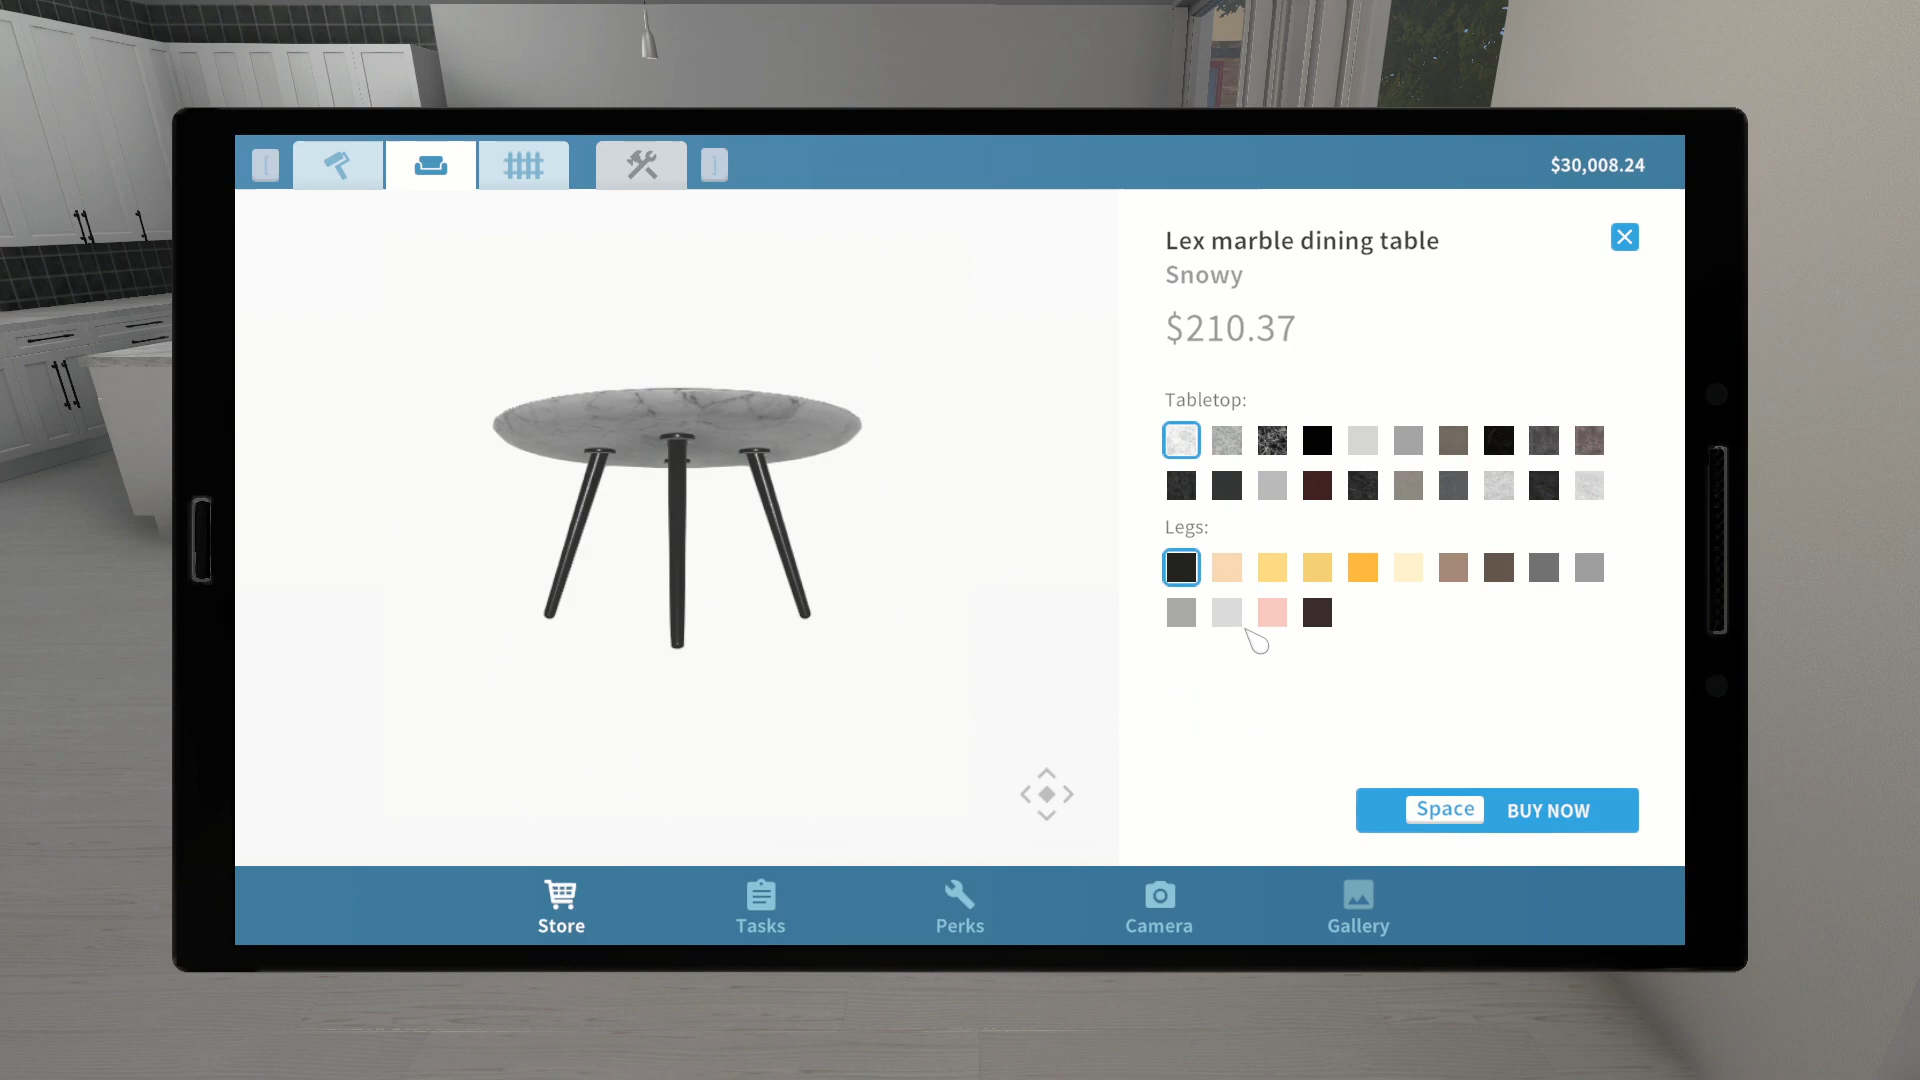 [
]
$30,008.24
Lex marble dining table
Snowy
$210.37
Tabletop:
Legs:
Space BUY NOW
Store
Tasks
Perks
Camera
Gallery